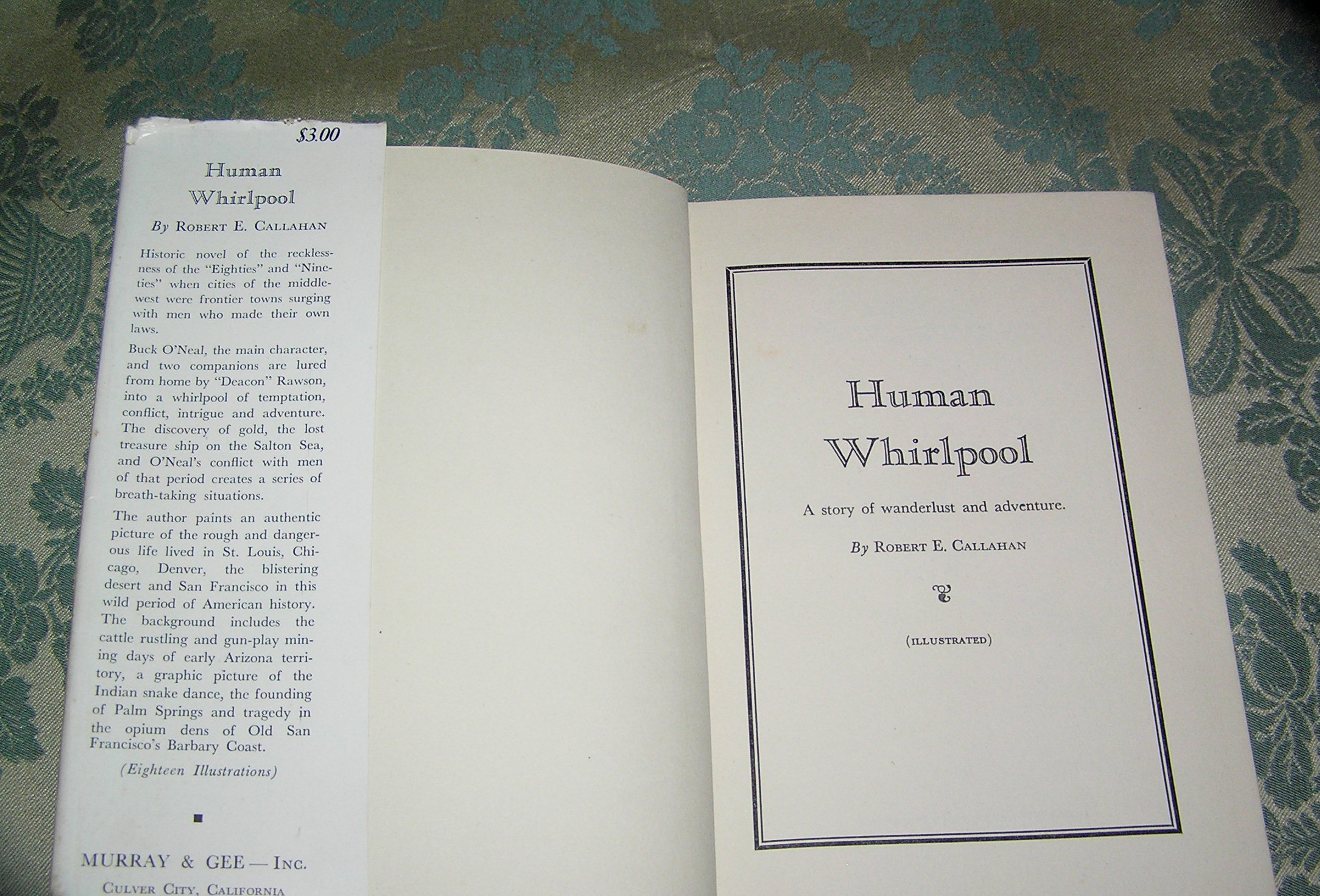 $3.00
Human
Whirlpool
By ROBERT E. CALLAHAN
Historic novel of the reckless-
ness of the "Eighties" and "Nine-
ties" when cities of the middle-
west were frontier towns surging
with men who made their own
laws.
Buck O'Neal, the main character,
and two companions are lured
from home by "Deacon" Rawson,
into a whirlpool of temptation,
conflict, intrigue and adventure.
The discovery of gold, the lost
treasure ship on the Salton Sea,
and O'Neal's conflict with men
of that period creates a series of
breath-taking situations.
The author paints an authentic
picture of the rough and danger-
ous life lived in St. Louis, Chi-
cago, Denver, the blistering
desert and San Francisco in this
wild period of American history.
The background includes the
cattle rustling and gun-play min-
ing days of early Arizona terri-
tory, a graphic picture of the
Indian snake dance, the founding
of Palm Springs and tragedy in
the opium dens of Old San
Francisco's Barbary Coast.
(Eighteen Illustrations)
MURRAY & GEE — INC.
CULVER CITY, CALIFORNIA
Human
Whirlpool
A story of wanderlust and adventure.
By ROBERT E. CALLAHAN
(ILLUSTRATED)